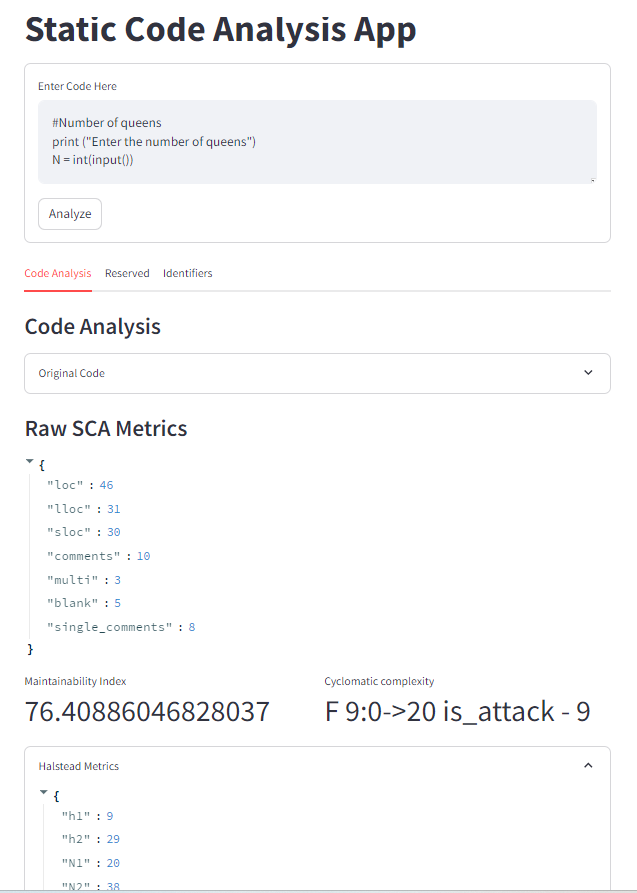 Static Code Analysis App
Enter Code Here
#Number of queens
print ("Enter the number of queens")
N = int(input())
Analyze
Code Analysis Reserved Identifiers
Code Analysis
Original Code
Raw SCA Metrics
{
"loc" : 46
"lloc" : 31
"sloc" : 30
"comments" : 10
"multi" : 3
"blank" : 5
"single_comments" : 8
}
Maintainability Index Cyclomatic complexity
76.40886046828037 F 9:0->20 is_attack - 9
Halstead Metrics
{
"h1" : 9
"h2" : 29
"N1" : 20
"N2" : 38